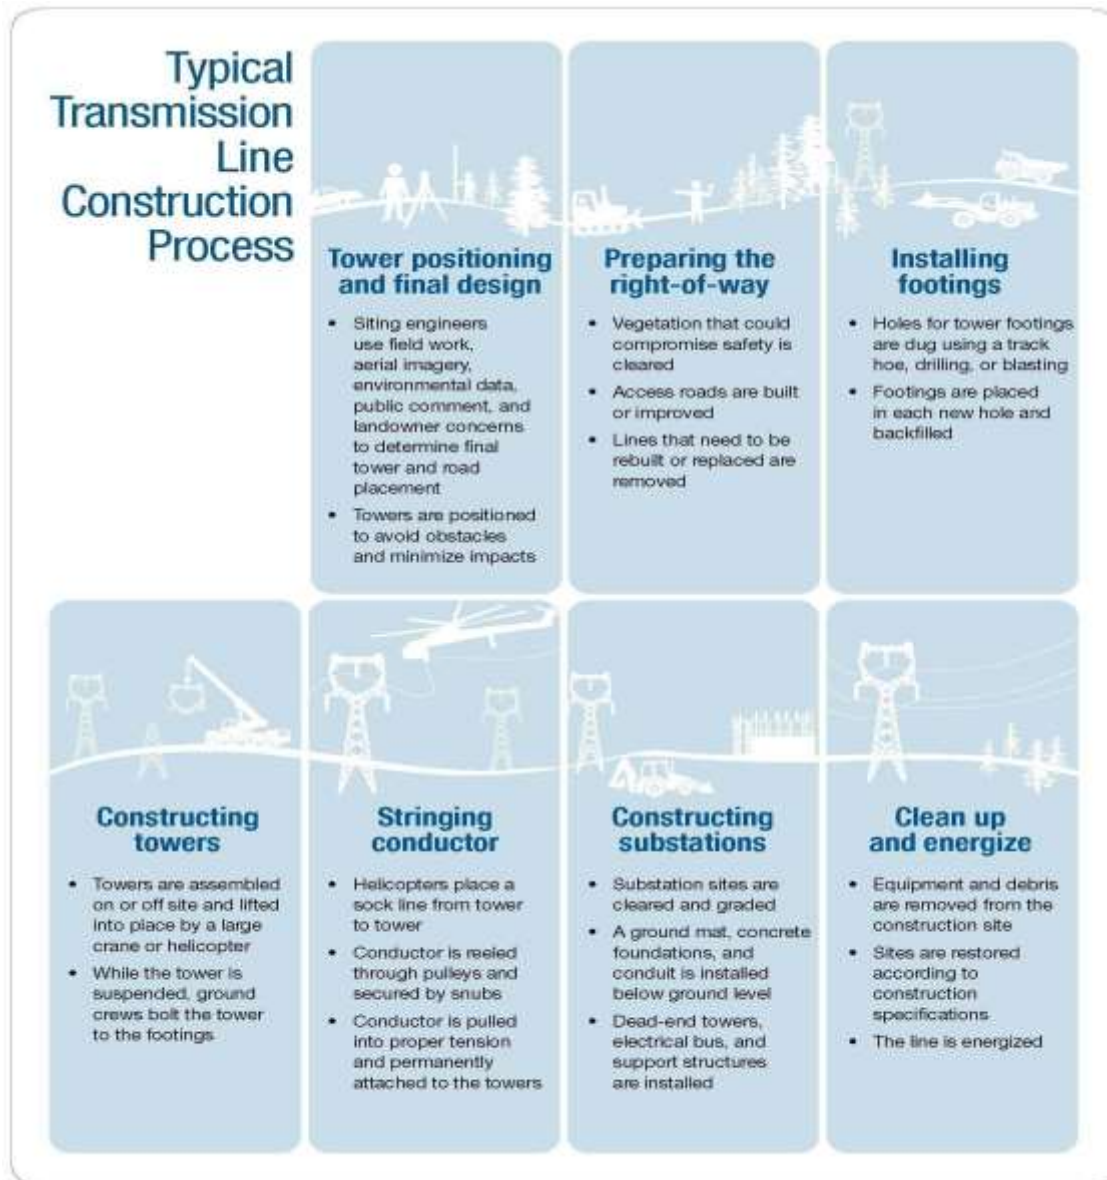 Typical
Transmission
Line
Construction
Process
Tower positioning
and final design
• Siting engineers
use field work,
aerial imagery,
environmental data,
public comment, and
landowner concerns
to determine final
tower and road
placement
• Towers are positioned
to avoid obstacles
and minimize impacts
Preparing the
right-of-way
• Vegetation that could
compromise safety is
cleared
• Access roads are built
or improved
• Lines that need to be
rebuilt or replaced are
removed
Installing
footings
• Holes for tower footings
are dug using a track
hoe, drilling, or blasting
• Footings are placed
in each new hole and
backfilled
Constructing
towers
• Towers are assembled
on or off site and lifted
into place by a large
crane or helicopter
• While the tower is
suspended, ground
crews bolt the tower
to the footings
Stringing
conductor
• Helicopters place a
sock line from tower
to tower
• Conductor is reeled
through pulleys and
secured by snubs
• Conductor is pulled
into proper tension
and permanently
attached to the towers
Constructing
substations
• Substation sites are
cleared and graded
• A ground mat, concrete
foundations, and
conduit is installed
below ground level
• Dead-end towers,
electrical bus, and
support structures
are installed
Clean up
and energize
• Equipment and debris
are removed from the
construction site
• Sites are restored
according to
construction
specifications
• The line is energized